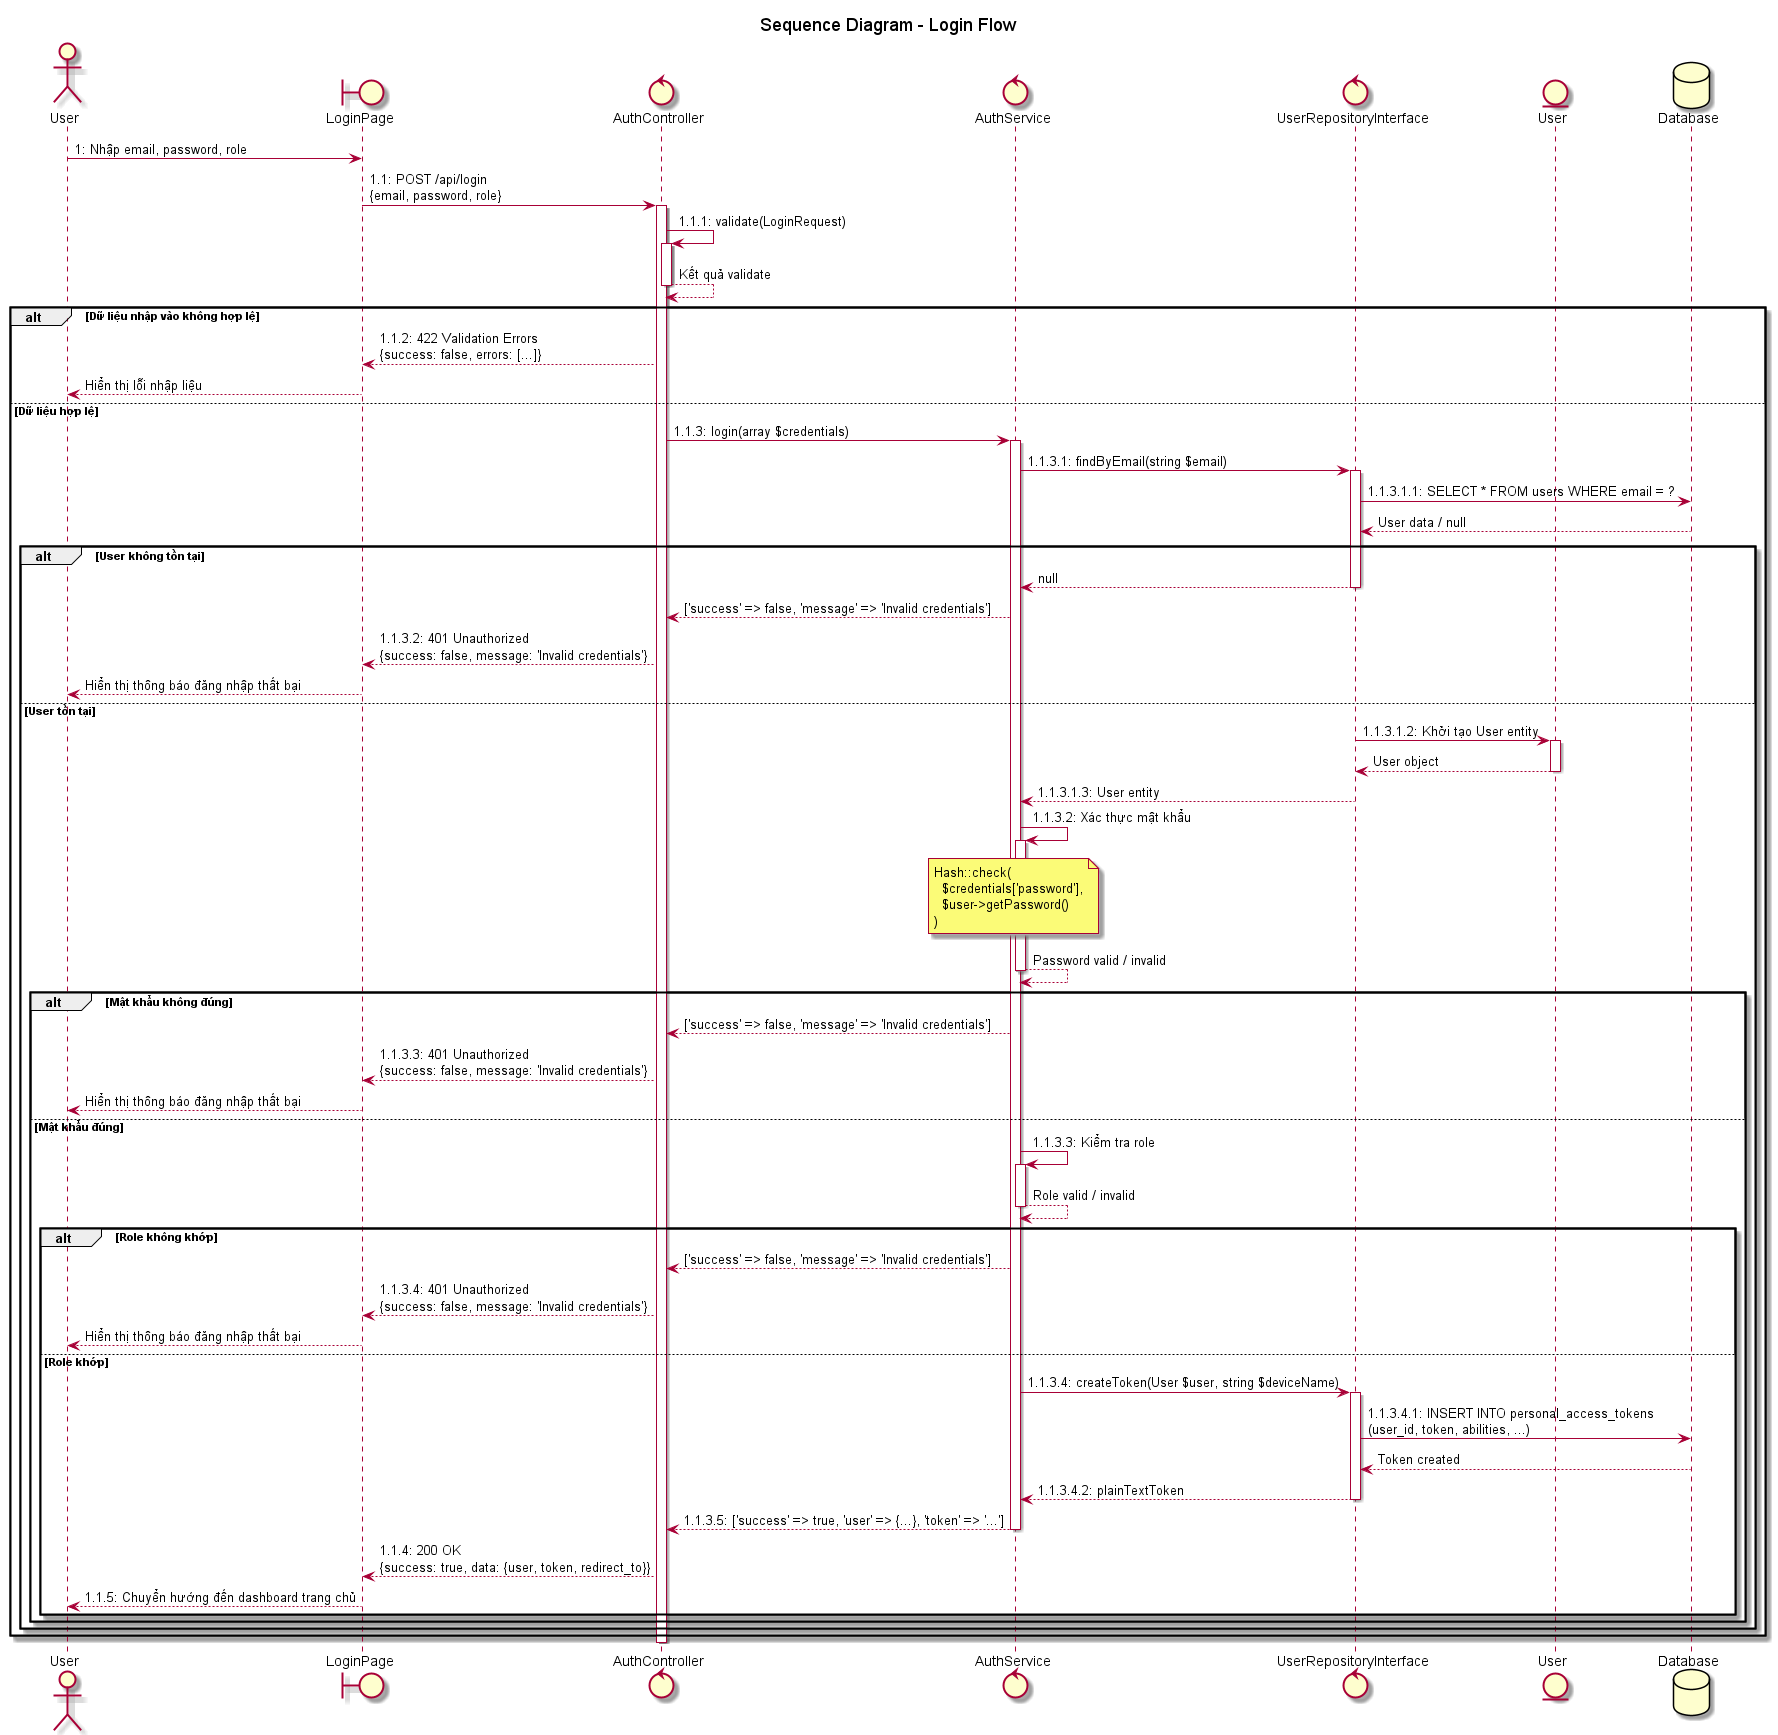 Sequence Diagram - Login Flow
User
LoginPage
AuthController
AuthService
UserRepositoryInterface
User
Database
1: Nhập email, password, role
1.1: POST /api/login
{email, password, role}
1.1.1: validate(LoginRequest)
Kết quả validate
alt [Dữ liệu nhập vào không hợp lệ]
1.1.2: 422 Validation Errors
{success: false, errors: [...]}
Hiển thị lỗi nhập liệu
[Dữ liệu hợp lệ]
1.1.3: login(array $credentials)
1.1.3.1: findByEmail(string $email)
1.1.3.1.1: SELECT * FROM users WHERE email = ?
User data / null
alt [User không tồn tại]
null
['success' => false, 'message' => 'Invalid credentials']
1.1.3.2: 401 Unauthorized
{success: false, message: 'Invalid credentials'}
Hiển thị thông báo đăng nhập thất bại
[User tồn tại]
1.1.3.1.2: Khởi tạo User entity
User object
1.1.3.1.3: User entity
1.1.3.2: Xác thực mật khẩu
Hash::check(
$credentials['password'],
$user->getPassword()
)
Password valid / invalid
alt [Mật khẩu không đúng]
['success' => false, 'message' => 'Invalid credentials']
1.1.3.3: 401 Unauthorized
{success: false, message: 'Invalid credentials'}
Hiển thị thông báo đăng nhập thất bại
[Mật khẩu đúng]
1.1.3.3: Kiểm tra role
Role valid / invalid
alt [Role không khớp]
['success' => false, 'message' => 'Invalid credentials']
1.1.3.4: 401 Unauthorized
{success: false, message: 'Invalid credentials'}
Hiển thị thông báo đăng nhập thất bại
[Role khớp]
1.1.3.4: createToken(User $user, string $deviceName)
1.1.3.4.1: INSERT INTO personal_access_tokens
(user_id, token, abilities, ...)
Token created
1.1.3.4.2: plainTextToken
1.1.3.5: ['success' => true, 'user' => {...}, 'token' => '...']
1.1.4: 200 OK
{success: true, data: {user, token, redirect_to}}
1.1.5: Chuyển hướng đến dashboard trang chủ
User
LoginPage
AuthController
AuthService
UserRepositoryInterface
User
Database